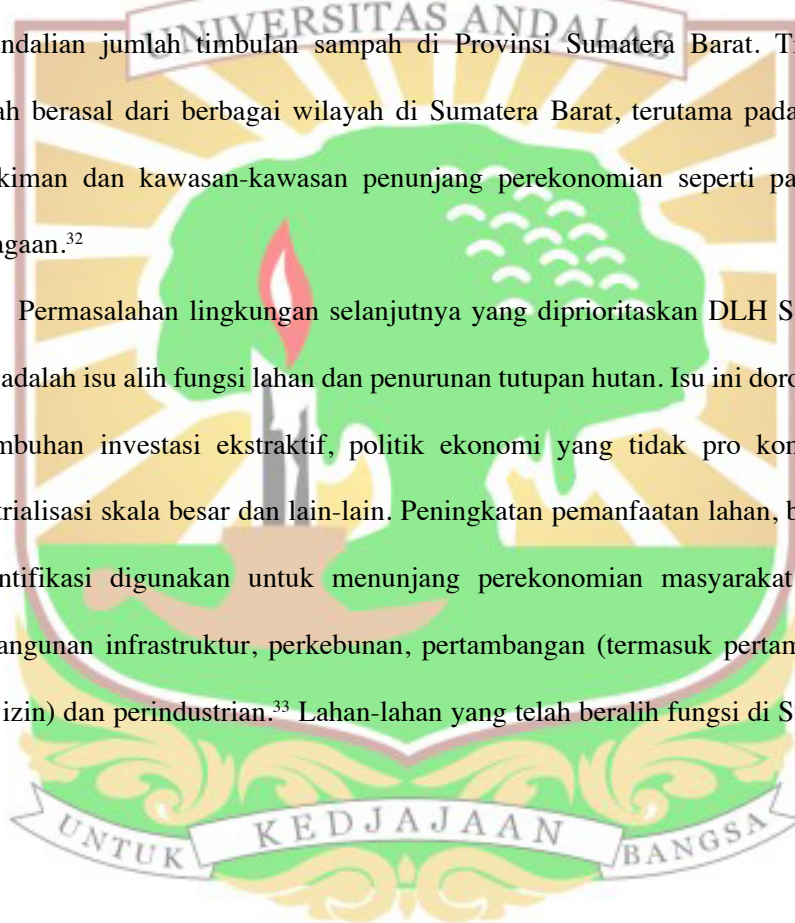 UNIVERSITAS ANDALAS
ndalian jumlah timbulan sampah di Provinsi Sumatera Barat. Ti
ah berasal dari berbagai wilayah di Sumatera Barat, terutama pada
kiman dan kawasan-kawasan penunjang perekonomian seperti pa
agaan.³²
Permasalahan lingkungan selanjutnya yang diprioritaskan DLH S
adalah isu alih fungsi lahan dan penurunan tutupan hutan. Isu ini doro
mbuhan investasi ekstraktif, politik ekonomi yang tidak pro kon
trialisasi skala besar dan lain-lain. Peningkatan pemanfaatan lahan, b
ntifikasi digunakan untuk menunjang perekonomian masyarakat
angunan infrastruktur, perkebunan, pertambangan (termasuk pertam
izin) dan perindustrian.³³ Lahan-lahan yang telah beralih fungsi di S
UNTUK KEDJAJAAN BANGSA